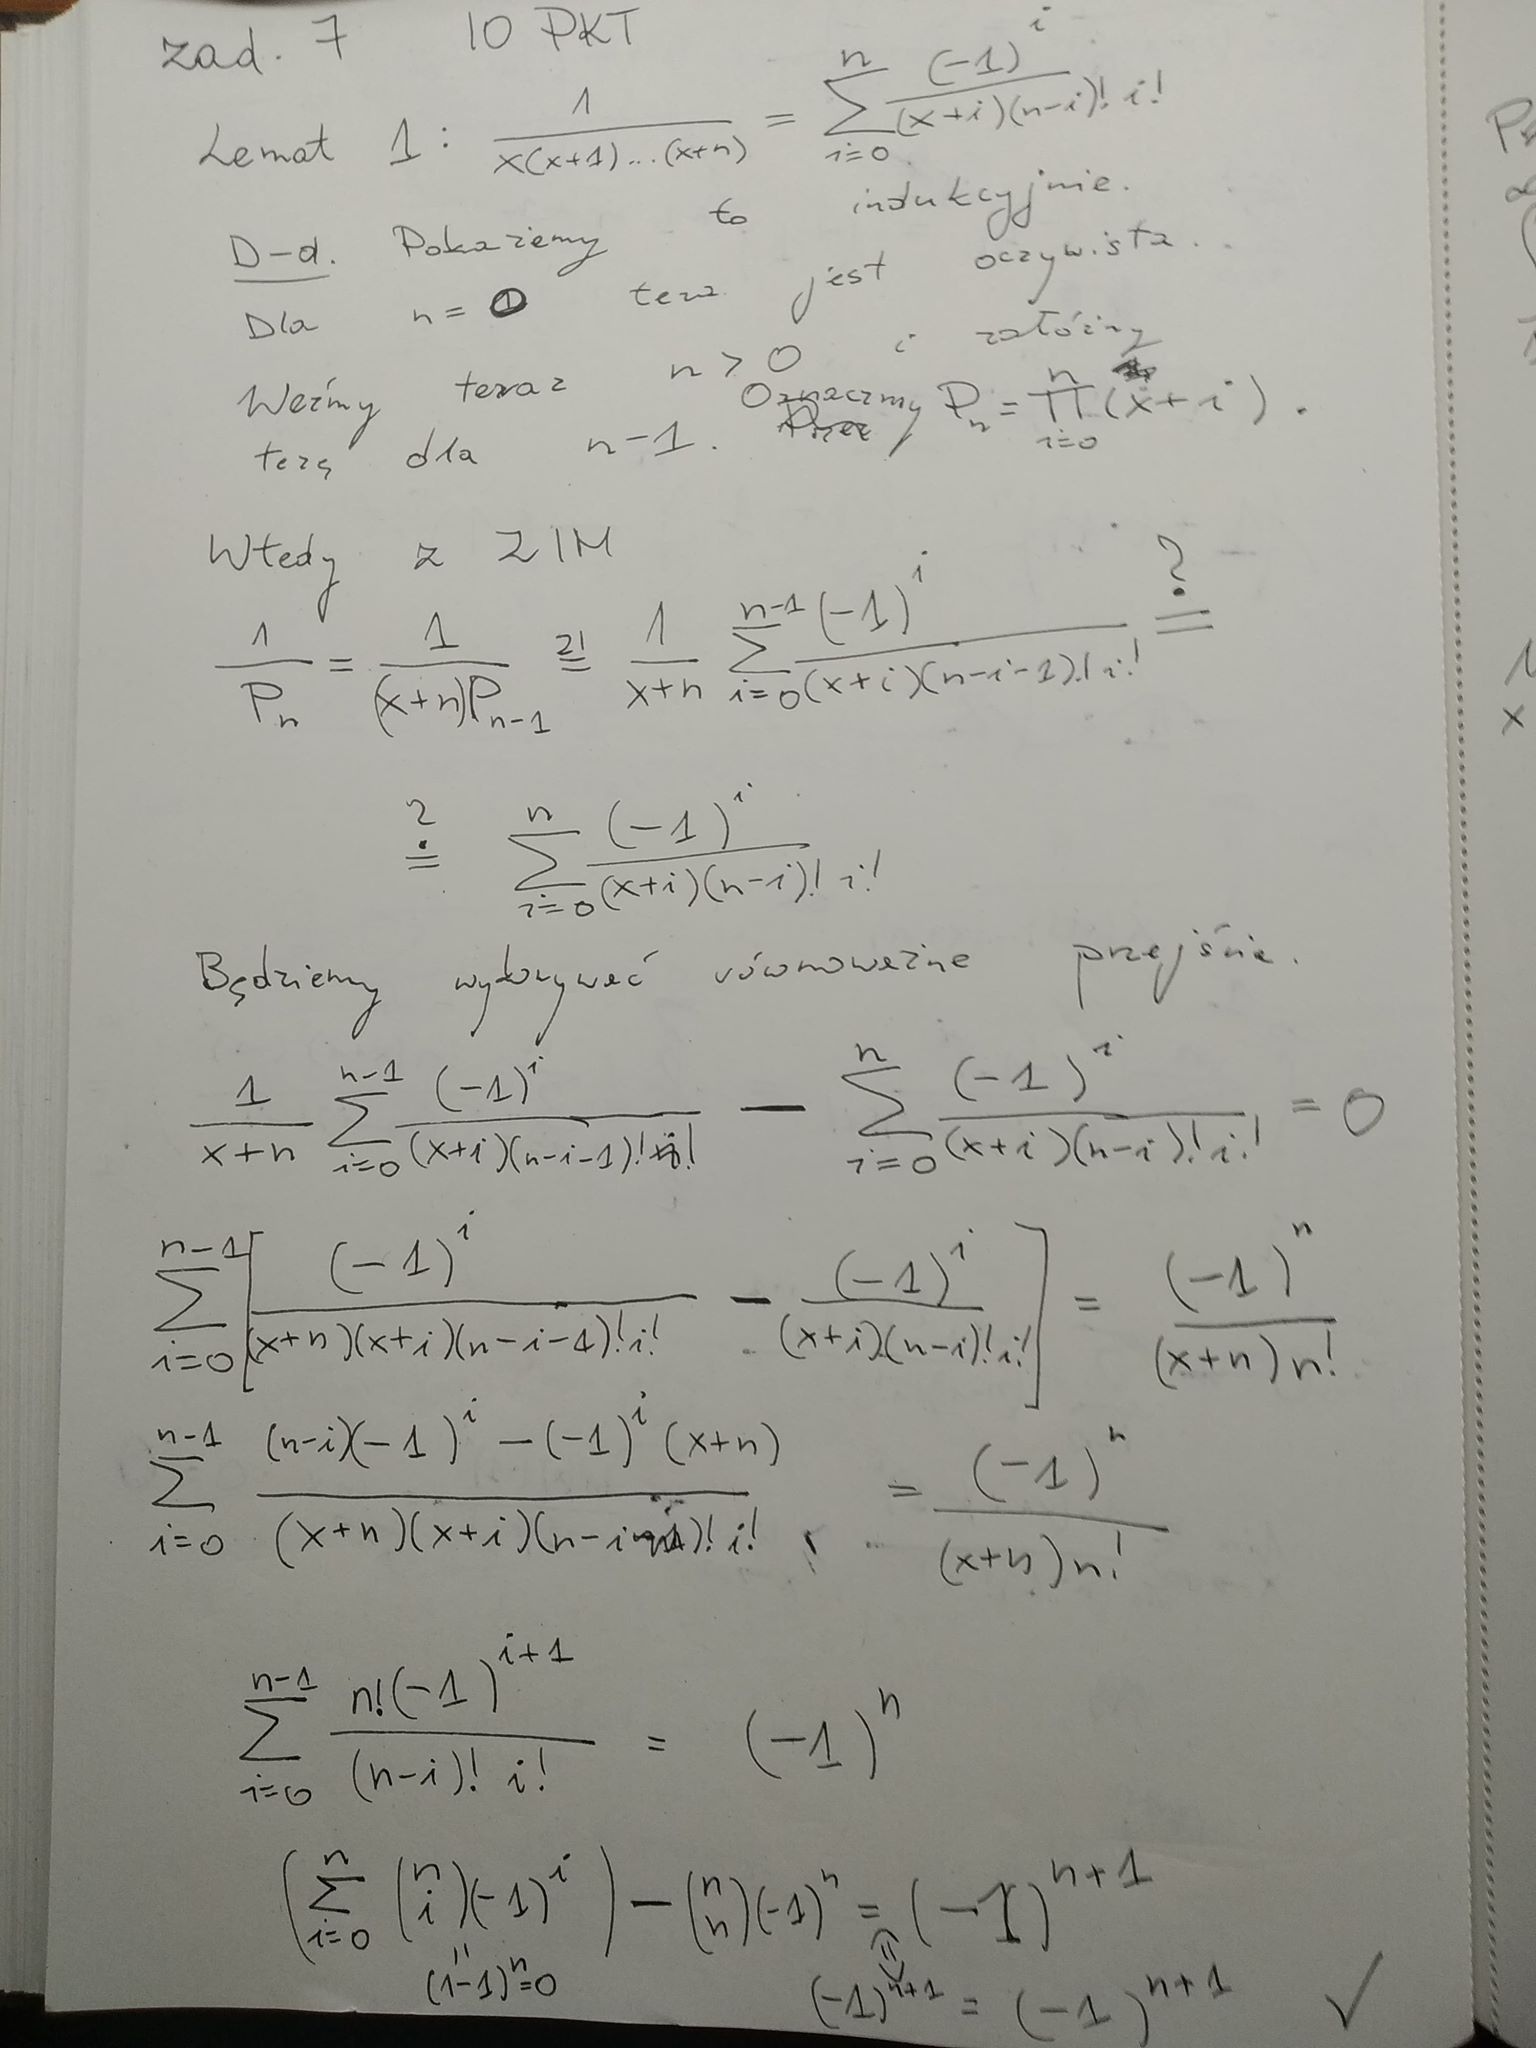 zad. 7 10 PKT
Lemat 1: \frac{1}{x(x+1)...(x+n)} = \sum_{i=0}^{n} \frac{(-1)^i}{(x+i)(n-i)! i!}
D-d. Pokażemy to indukcyjnie.
Dla n = 0 teza jest oczywista.
Weźmy teraz n > 0 i załóżmy
tezę dla n-1. Oznaczmy P_n = \prod_{i=0}^{n} (x+i).
Wtedy z ZIM
\frac{1}{P_n} = \frac{1}{(x+n)P_{n-1}} \overset{zał}{=} \frac{1}{x+n} \sum_{i=0}^{n-1} \frac{(-1)^i}{(x+i)(n-i-1)! i!} \overset{?}{=}
\overset{?}{=} \sum_{i=0}^{n} \frac{(-1)^i}{(x+i)(n-i)! i!}
Będziemy wykonywać równoważne przejście.
\frac{1}{x+n} \sum_{i=0}^{n-1} \frac{(-1)^i}{(x+i)(n-i-1)! i!} - \sum_{i=0}^{n} \frac{(-1)^i}{(x+i)(n-i)! i!} = 0
\sum_{i=0}^{n-1} [\frac{(-1)^i}{(x+n)(x+i)(n-i-1)! i!} - \frac{(-1)^i}{(x+i)(n-i)! i!}] = \frac{(-1)^n}{(x+n) n!}
\sum_{i=0}^{n-1} \frac{(n-i)(-1)^i - (-1)^i (x+n)}{(x+n)(x+i)(n-i)! i!} = \frac{(-1)^n}{(x+n) n!}
\sum_{i=0}^{n-1} \frac{n!(-1)^{i+1}}{(n-i)! i!} = (-1)^n
(\sum_{i=0}^{n} \binom{n}{i} (-1)^i) - \binom{n}{n} (-1)^n = (-1)^{n+1}
(1-1)^n = 0 (-1)^{n+1} = (-1)^{n+1} ✓